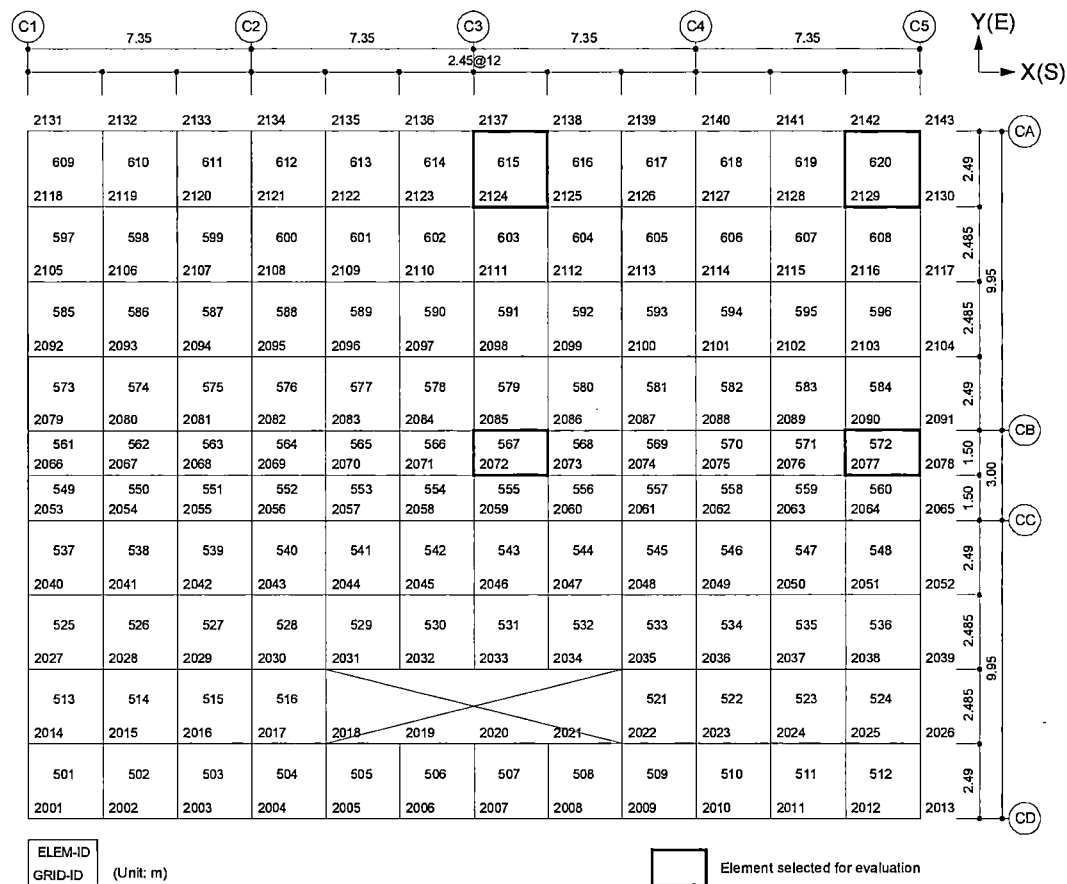 C1 C2 C3 C4 C5 Y(E)
7.35 7.35 7.35 7.35
2.45@12
X(S)
2131 2132 2133 2134 2135 2136 2137 2138 2139 2140 2141 2142 2143 CA
609 610 611 612 613 614 615 616 617 618 619 620 2.49
2118 2119 2120 2121 2122 2123 2124 2125 2126 2127 2128 2129 2130
597 598 599 600 601 602 603 604 605 606 607 608 2.485
2105 2106 2107 2108 2109 2110 2111 2112 2113 2114 2115 2116 2117
9.95
585 586 587 588 589 590 591 592 593 594 595 596 2.485
2092 2093 2094 2095 2096 2097 2098 2099 2100 2101 2102 2103 2104
573 574 575 576 577 578 579 580 581 582 583 584 2.49
2079 2080 2081 2082 2083 2084 2085 2086 2087 2088 2089 2090 2091 CB
561 562 563 564 565 566 567 568 569 570 571 572 1.50
2066 2067 2068 2069 2070 2071 2072 2073 2074 2075 2076 2077 2078 3.00
549 550 551 552 553 554 555 556 557 558 559 560 1.50
2053 2054 2055 2056 2057 2058 2059 2060 2061 2062 2063 2064 2065 CC
537 538 539 540 541 542 543 544 545 546 547 548 2.49
2040 2041 2042 2043 2044 2045 2046 2047 2048 2049 2050 2051 2052
525 526 527 528 529 530 531 532 533 534 535 536 2.485
2027 2028 2029 2030 2031 2032 2033 2034 2035 2036 2037 2038 2039
9.95
513 514 515 516 521 522 523 524 2.485
2014 2015 2016 2017 2018 2019 2020 2021 2022 2023 2024 2025 2026
501 502 503 504 505 506 507 508 509 510 511 512 2.49
2001 2002 2003 2004 2005 2006 2007 2008 2009 2010 2011 2012 2013 CD
ELEM-ID
GRID-ID (Unit: m) Element selected for evaluation